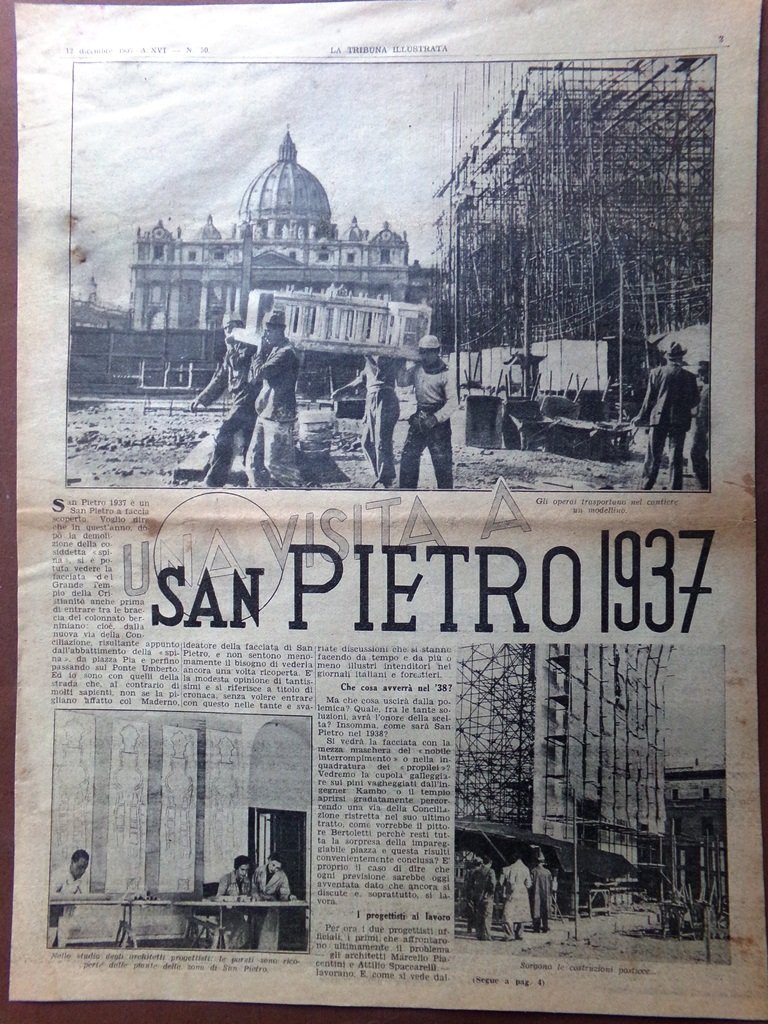 12 dicembre 1937 A. XVI — N. 50
LA TRIBUNA ILLUSTRATA
3
Gli operai trasportano nel cantiere
un modellino.
UNA VISITA A
SAN PIETRO 1937
San Pietro 1937 è un
San Pietro a faccia
scoperta. Voglio dire
che in quest'anno, do-
po la demoli-
zione della co-
siddetta «spi-
na», si è po-
tuta vedere la
facciata del
Grande Tem-
pio della Cri-
stianità anche prima
di entrare tra le brac-
cia del colonnato ber-
niniano: cioè, dalla
nuova via della Con-
ciliazione, risultante appunto
dall'abbattimento della «spi-
na», da piazza Pia e perfino
passando sul Ponte Umberto.
Ed io sono con quelli della
strada che, al contrario di
molti sapienti, non se la pi-
gliano affatto col Maderno,
ideatore della facciata di San
Pietro, e non sentono meno-
mamente il bisogno di vederla
ancora una volta ricoperta. E'
la modesta opinione di tantis-
simi e si riferisce a titolo di
cronaca, senza volere entrare
con questo nelle tante e sva-
riate discussioni che si stanno
facendo da tempo e da più o
meno illustri intenditori nei
giornali italiani e forestieri.
Che cosa avverrà nel '38?
Ma che cosa uscirà dalla po-
lemica? Quale, fra le tante so-
luzioni, avrà l'onore della scel-
ta? Insomma, come sarà San
Pietro nel 1938?
Si vedrà la facciata con la
mezza maschera del «nobile
interrompimento» o nella in-
quadratura dei «propilei»?
Vedremo la cupola galleggia-
re sui pini vagheggiati dall'in-
gegner Kambo o il tempio
aprirsi gradatamente percor-
rendo una via della Concilia-
zione ristretta nel suo ultimo
tratto, come vorrebbe il pitto-
re Bertoletti perchè resti tut-
ta la sorpresa della impareg-
giabile piazza e questa risulti
convenientemente conclusa? E'
proprio il caso di dire che
ogni previsione sarebbe oggi
avventata dato che ancora si
discute e, soprattutto, si la-
vora.
I progettisti al lavoro
Per ora i due progettisti uf-
ficiali, i primi che affrontaro-
no ultimamente il problema
— gli architetti Marcello Pia-
centini e Attilio Spaccarelli —
lavorano. E, come si vede dal-
(Segue a pag. 4)
Nello studio degli architetti progettisti: le pareti sono rico-
perte dalle piante della zona di San Pietro.
Sorgono le costruzioni posticce.